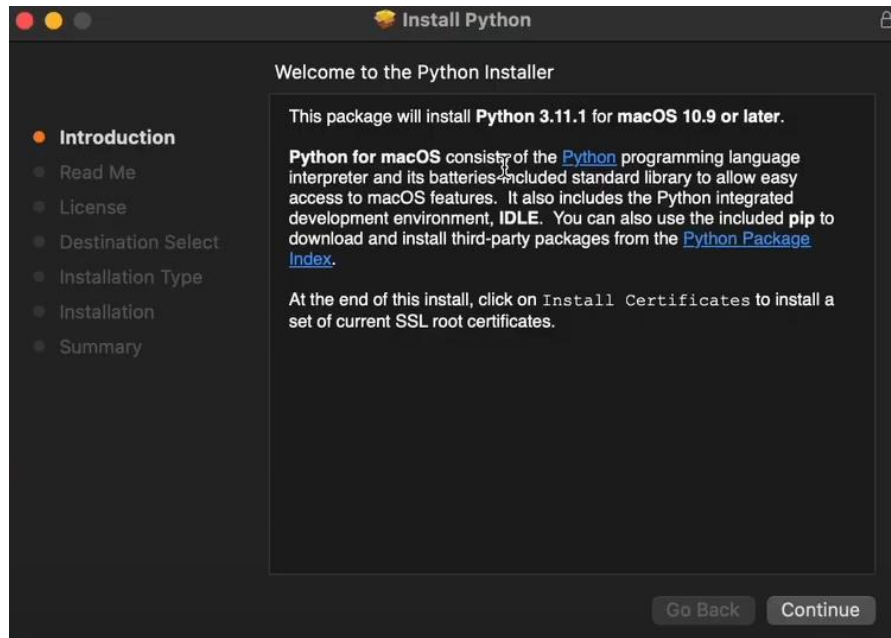 Install Python
Welcome to the Python Installer
Introduction
Read Me
License
Destination Select
Installation Type
Installation
Summary
This package will install Python 3.11.1 for macOS 10.9 or later.
Python for macOS consists of the Python programming language
interpreter and its batteries-included standard library to allow easy
access to macOS features. It also includes the Python integrated
development environment, IDLE. You can also use the included pip to
download and install third-party packages from the Python Package
Index.
At the end of this install, click on Install Certificates to install a
set of current SSL root certificates.
Go Back
Continue